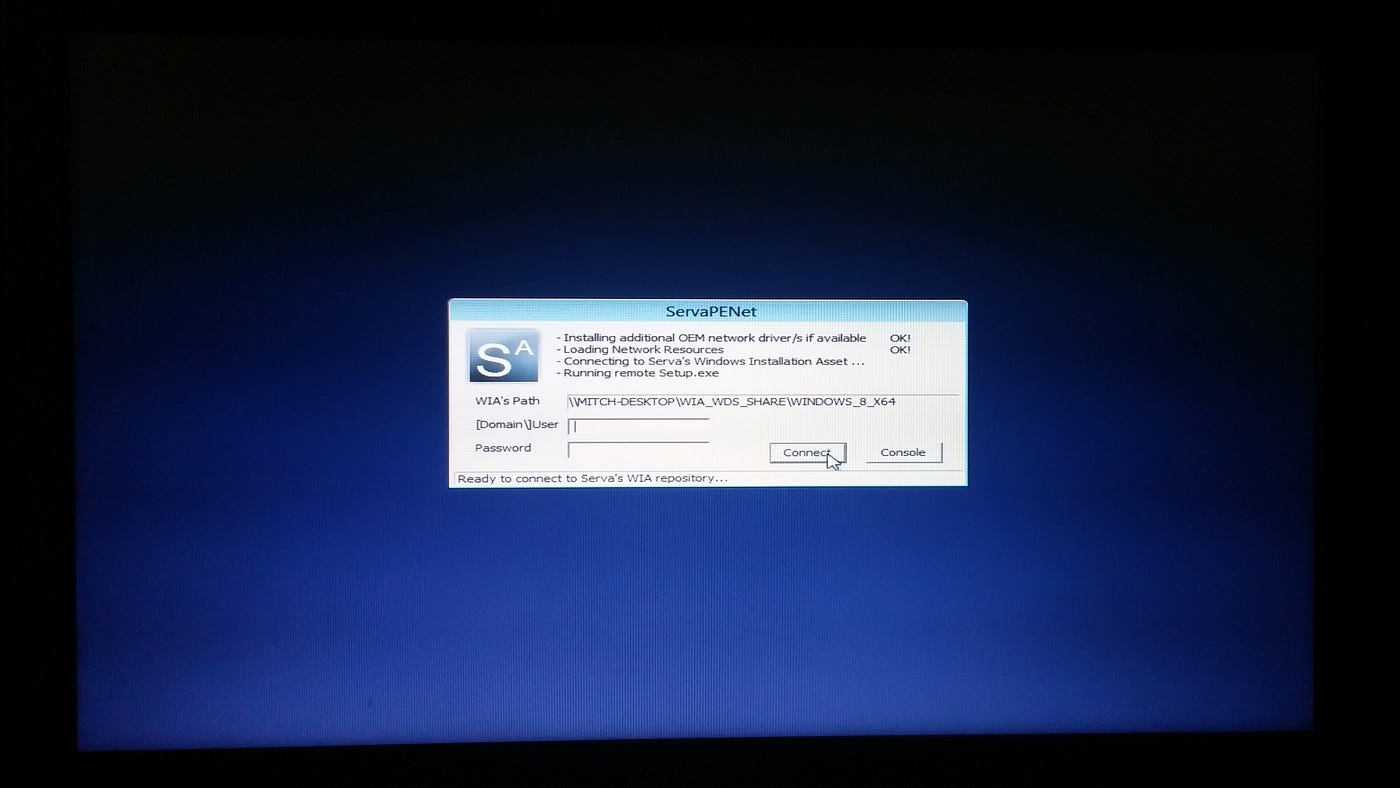 ServaPENet
SA
- Installing additional OEM network driver/s if available OK!
- Loading Network Resources OK!
- Connecting to Serva's Windows Installation Asset ...
- Running remote Setup.exe
WIA's Path \\MITCH-DESKTOP\WIA_WDS_SHARE\WINDOWS_8_X64
[Domain\]User
Password
Connect Console
Ready to connect to Serva's WIA repository...